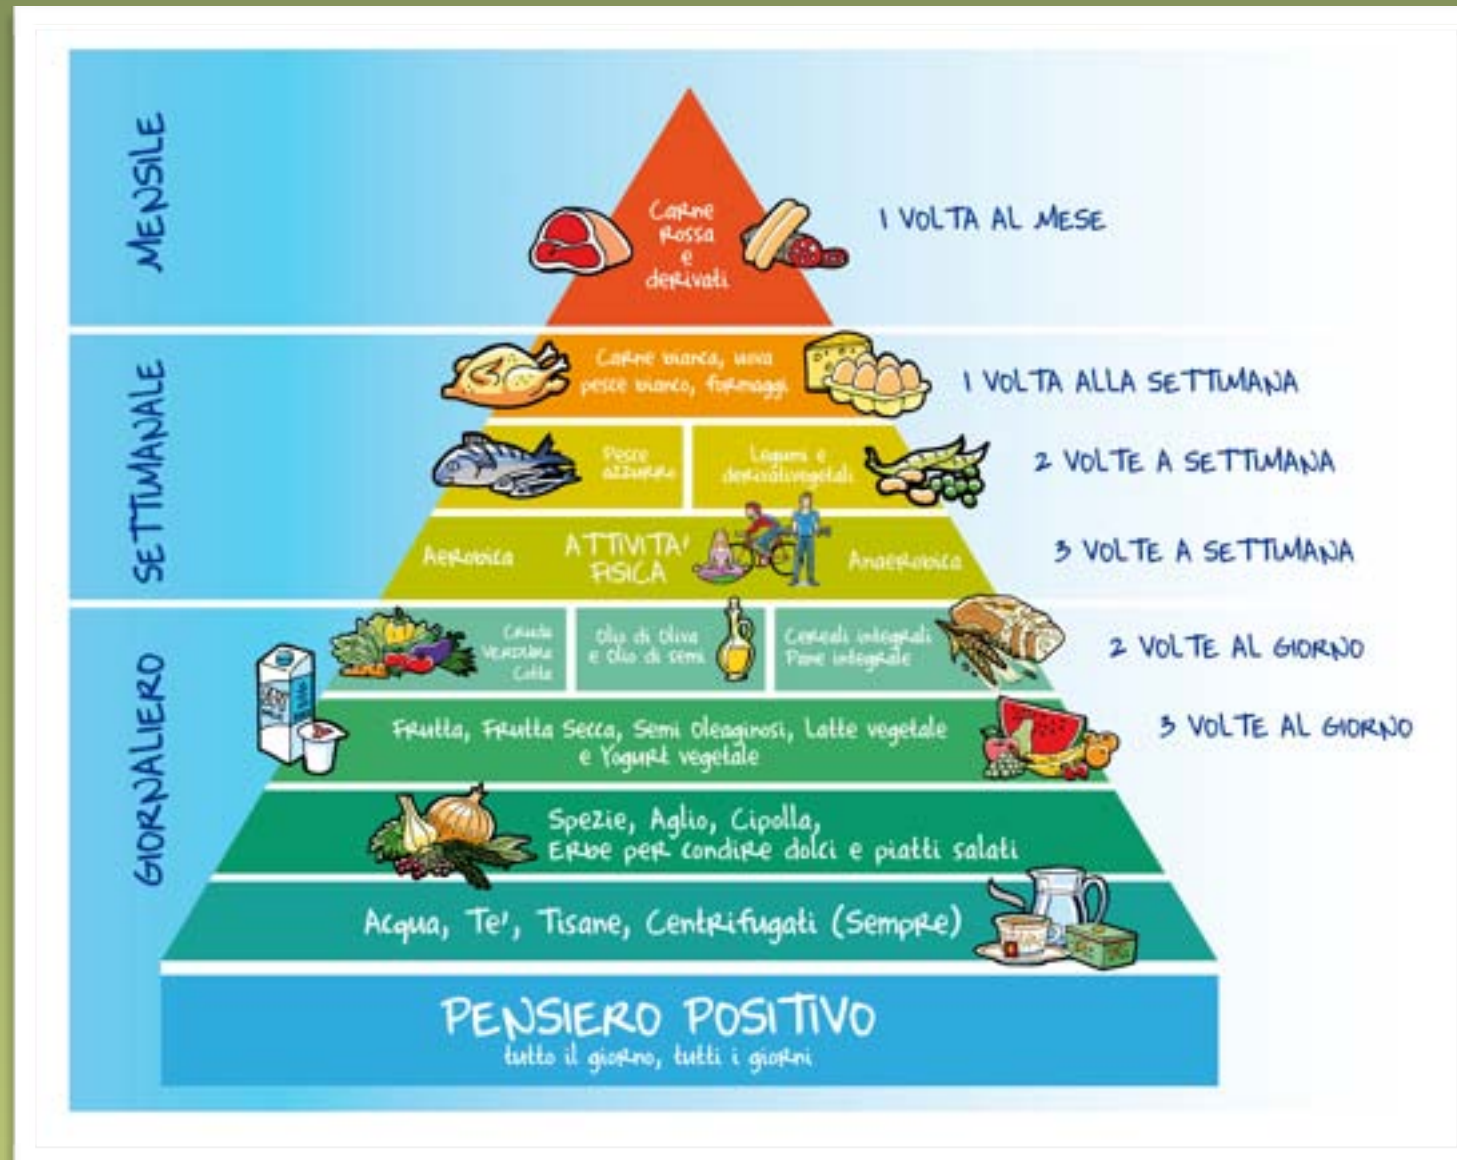 MENSILE
Carne
Rossa
e
derivati
1 VOLTA AL MESE
SETTIMANALE
Carne bianca, uova
pesce bianco, formaggi
1 VOLTA ALLA SETTIMANA
Pesce
azzurro
Legumi e
derivativegetali
2 VOLTE A SETTIMANA
Aerobica
ATTIVITA'
FISICA
Anaerobica
3 VOLTE A SETTIMANA
GIORNALIERO
Cruda
VERDURA
Cotta
Olio di Oliva
e Olio di semi
Cereali integrali
Pane integrale
2 VOLTE AL GIORNO
Frutta, Frutta Secca, Semi Oleaginosi, Latte vegetale
e Yogurt vegetale
3 VOLTE AL GIORNO
Spezie, Aglio, Cipolla,
Erbe per condire dolci e piatti salati
Acqua, Te', Tisane, Centrifugati (Sempre)
PENSIERO POSITIVO
tutto il giorno, tutti i giorni